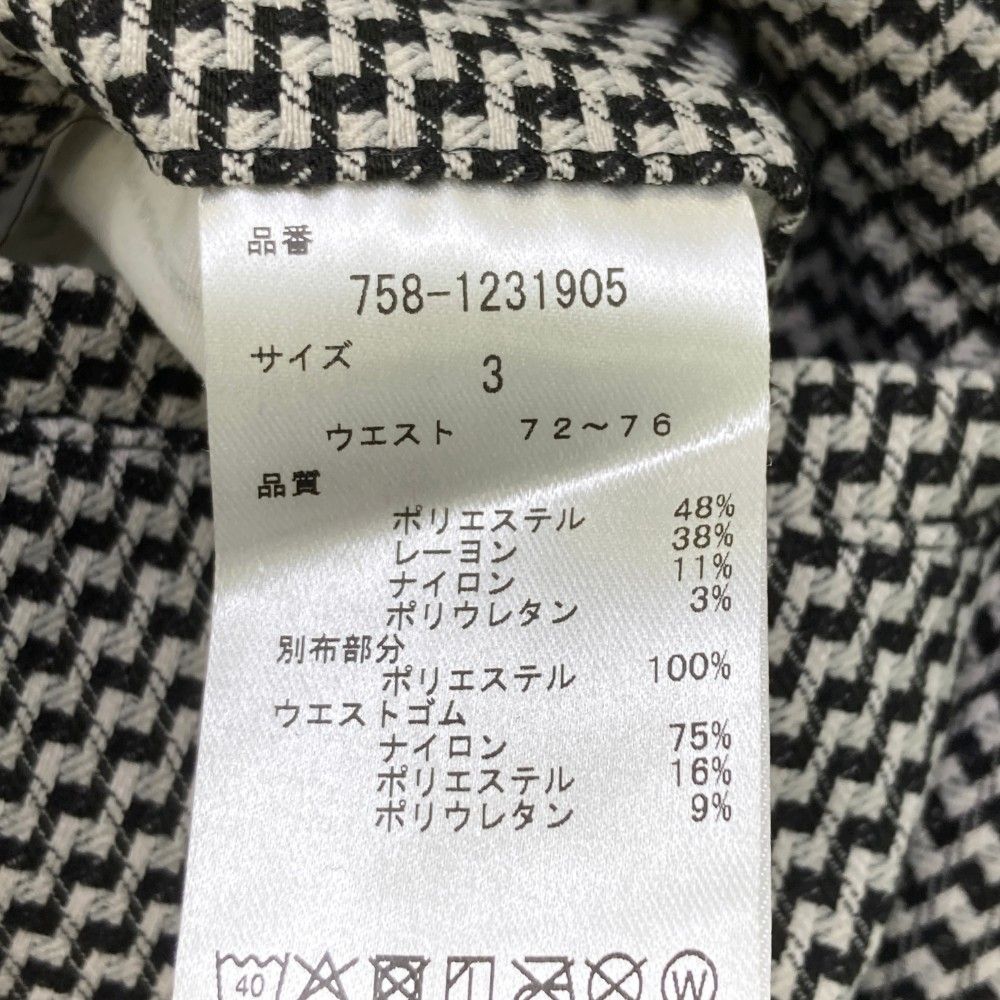 品番
758-1231905
サイズ 3
ウエスト 72～76
品質
ポリエステル 48%
レーヨン 38%
ナイロン 11%
ポリウレタン 3%
別布部分
ポリエステル 100%
ウエストゴム
ナイロン 75%
ポリエステル 16%
ポリウレタン 9%
40 W